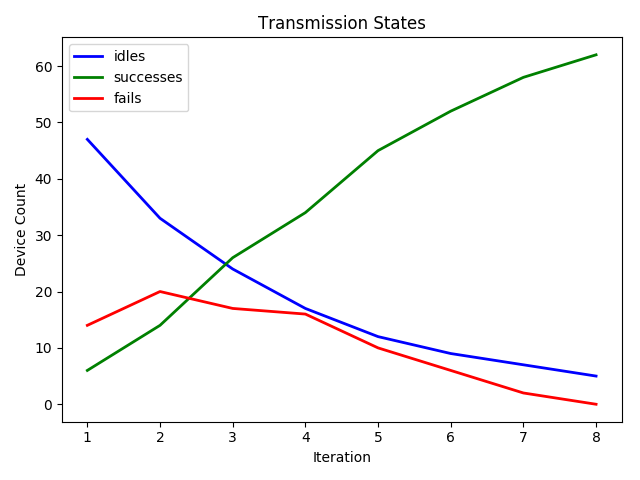 Transmission States
idles
successes
fails
Device Count
60
50
40
30
20
10
0
1 2 3 4 5 6 7 8
Iteration